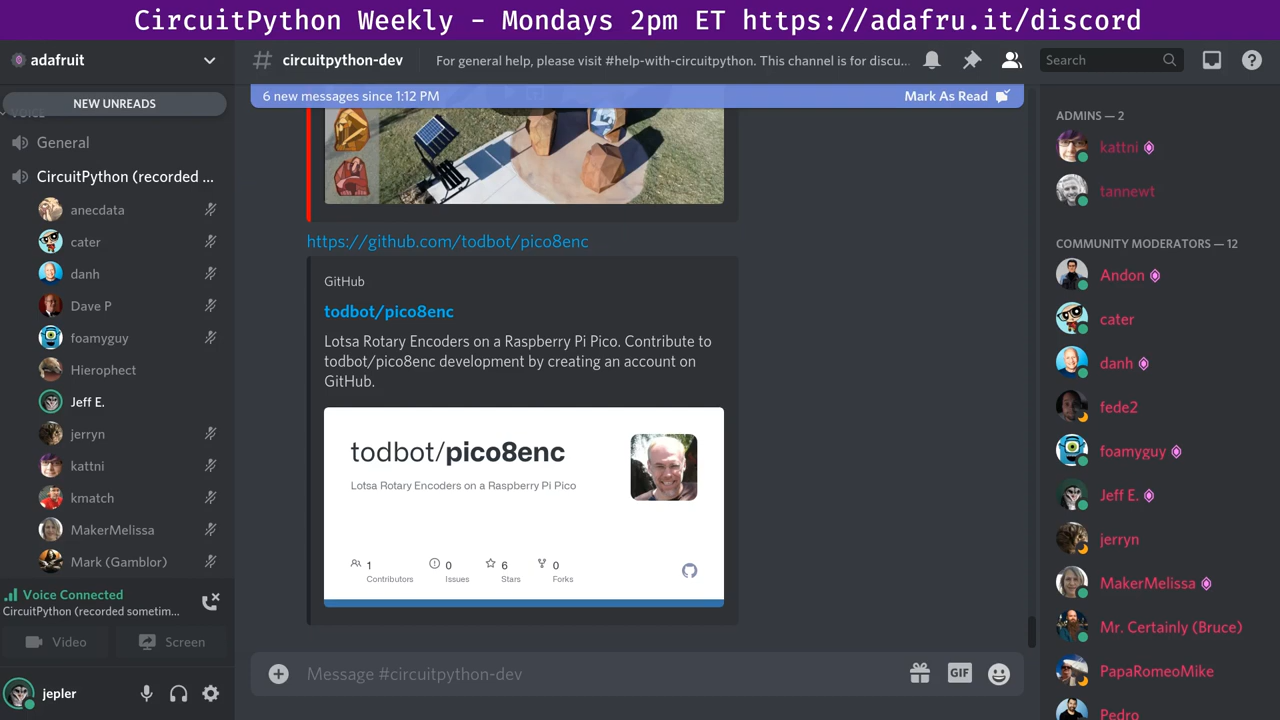 CircuitPython Weekly - Mondays 2pm ET https://adafru.it/discord
adafruit
NEW UNREADS
VOICE
General
CircuitPython (recorded ...
anecdata
cater
danh
Dave P
foamyguy
Hierophect
Jeff E.
jerryn
kattni
kmatch
MakerMelissa
Mark (Gamblor)
Voice Connected
CircuitPython (recorded sometim...
Video
Screen
jepler
# circuitpython-dev
For general help, please visit #help-with-circuitpython. This channel is for discu...
Search
6 new messages since 1:12 PM
Mark As Read
https://github.com/todbot/pico8enc
GitHub
todbot/pico8enc
Lotsa Rotary Encoders on a Raspberry Pi Pico. Contribute to
todbot/pico8enc development by creating an account on
GitHub.
todbot/pico8enc
Lotsa Rotary Encoders on a Raspberry Pi Pico
1
Contributors
0
Issues
6
Stars
0
Forks
Message #circuitpython-dev
GIF
ADMINS — 2
kattni
tannewt
COMMUNITY MODERATORS — 12
Andon
cater
danh
fede2
foamyguy
Jeff E.
jerryn
MakerMelissa
Mr. Certainly (Bruce)
PapaRomeoMike
Pedro